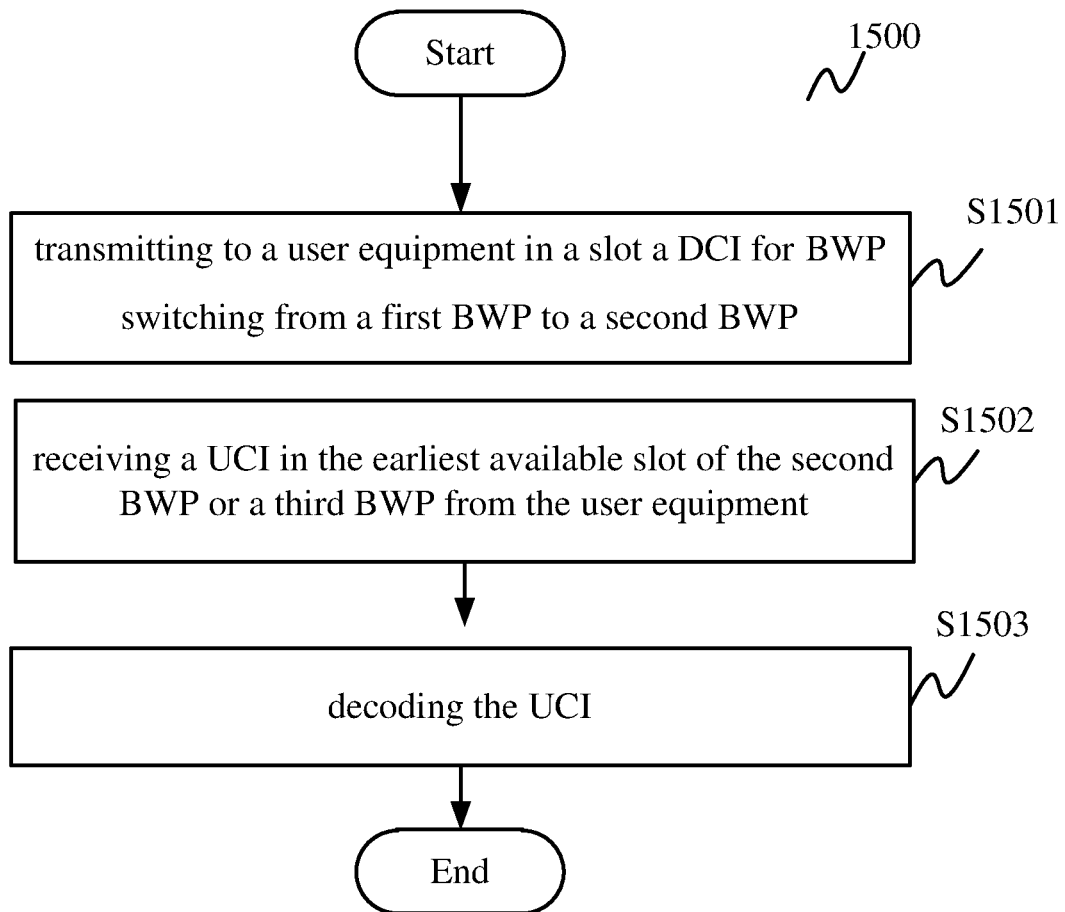 Start
1500
S1501
transmitting to a user equipment in a slot a DCI for BWP
switching from a first BWP to a second BWP
S1502
receiving a UCI in the earliest available slot of the second
BWP or a third BWP from the user equipment
S1503
decoding the UCI
End